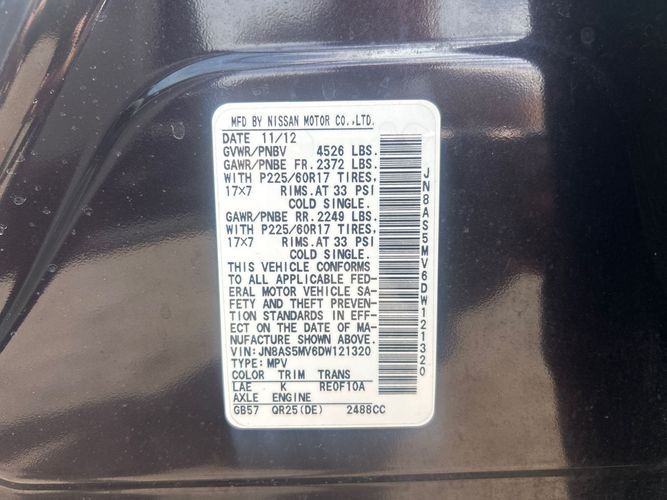 MFD BY NISSAN MOTOR CO.,LTD.
DATE 11/12
GVWR/PNBV 4526 LBS.
GAWR/PNBE FR. 2372 LBS.
WITH P225/60R17 TIRES,
17×7 RIMS.AT 33 PSI
COLD SINGLE.
GAWR/PNBE RR. 2249 LBS.
WITH P225/60R17 TIRES,
17×7 RIMS.AT 33 PSI
COLD SINGLE.
THIS VEHICLE CONFORMS
TO ALL APPLICABLE FED-
ERAL MOTOR VEHICLE SA-
FETY AND THEFT PREVEN-
TION STANDARDS IN EFF-
ECT ON THE DATE OF MA-
NUFACTURE SHOWN ABOVE.
VIN:JN8AS5MV6DW121320
TYPE:MPV
COLOR TRIM TRANS
LAE K RE0F10A
AXLE ENGINE
GB57 QR25(DE) 2488CC
JN8AS5MV6DW121320